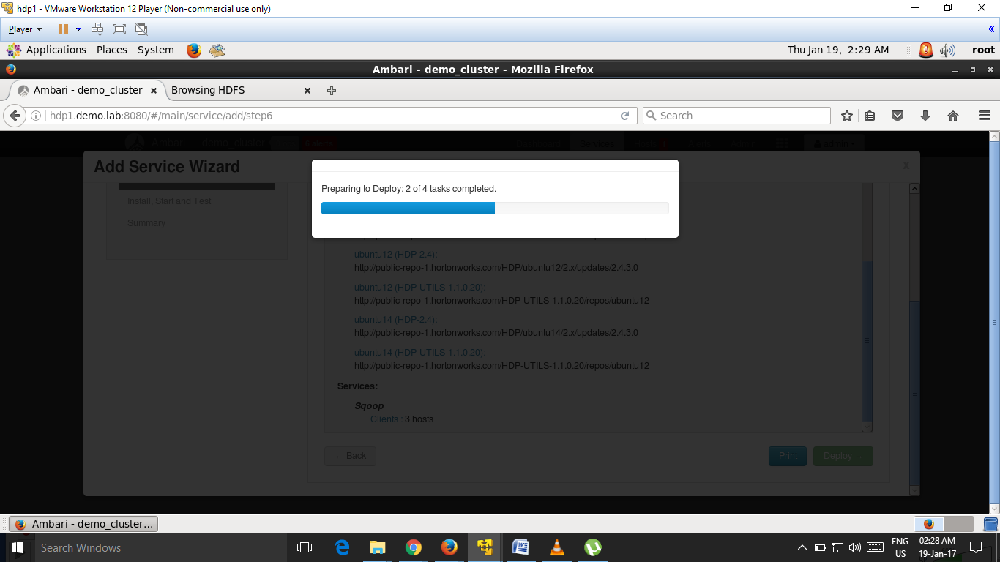 hdp1 - VMware Workstation 12 Player (Non-commercial use only)
Player
Applications Places System
Thu Jan 19, 2:29 AM
root
Ambari - demo_cluster - Mozilla Firefox
Ambari - demo_cluster
Browsing HDFS
hdp1.demo.lab:8080/#/main/service/add/step6
Search
Ambari demo_cluster
Services
Admin
admin
Add Service Wizard
x
Preparing to Deploy: 2 of 4 tasks completed.
Install, Start and Test
Summary
ubuntu12 (HDP-2.4):
http://public-repo-1.hortonworks.com/HDP/ubuntu12/2.x/updates/2.4.3.0
ubuntu12 (HDP-UTILS-1.1.0.20):
http://public-repo-1.hortonworks.com/HDP-UTILS-1.1.0.20/repos/ubuntu12
ubuntu14 (HDP-2.4):
http://public-repo-1.hortonworks.com/HDP/ubuntu14/2.x/updates/2.4.3.0
ubuntu14 (HDP-UTILS-1.1.0.20):
http://public-repo-1.hortonworks.com/HDP-UTILS-1.1.0.20/repos/ubuntu12
Services:
Sqoop
Clients : 3 hosts
← Back
Print
Deploy →
Ambari - demo_cluster...
Search Windows
ENG
US
02:28 AM
19-Jan-17